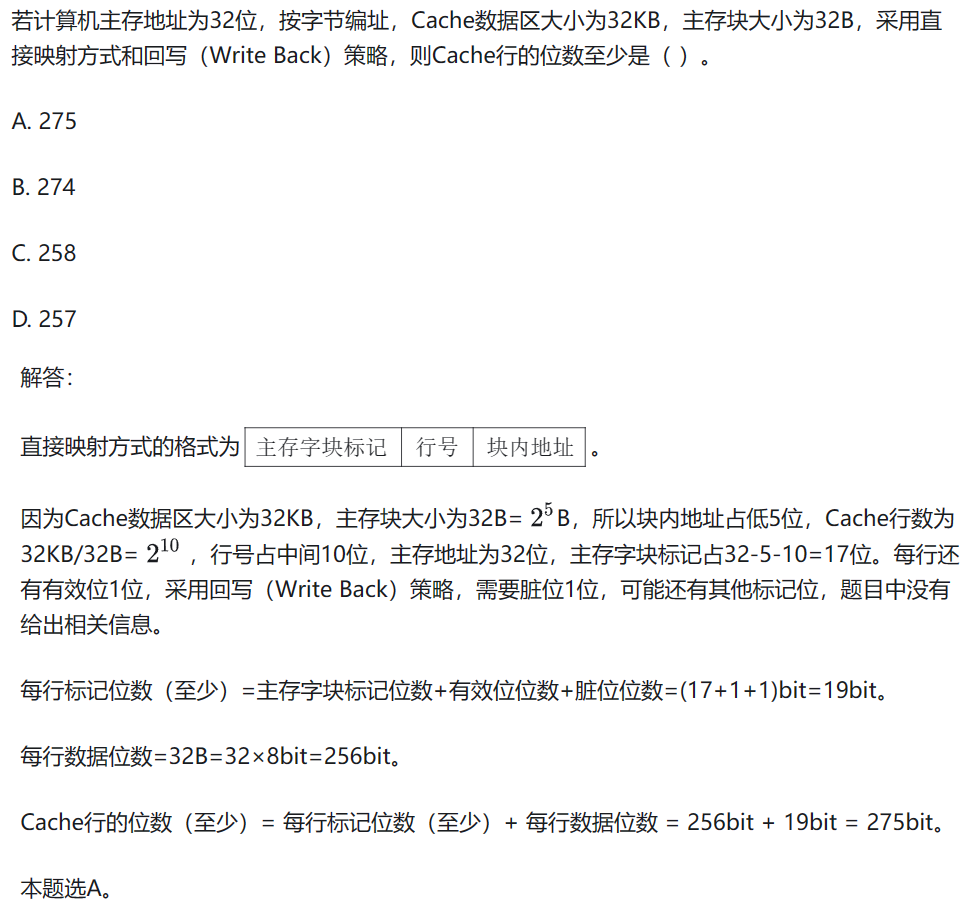 若计算机主存地址为32位，按字节编址，Cache数据区大小为32KB，主存块大小为32B，采用直
接映射方式和回写（Write Back）策略，则Cache行的位数至少是（ ）。
A. 275
B. 274
C. 258
D. 257
解答：
直接映射方式的格式为 主存字块标记 行号 块内地址 。
因为Cache数据区大小为32KB，主存块大小为32B= 2^5 B，所以块内地址占低5位，Cache行数为
32KB/32B= 2^10 ，行号占中间10位，主存地址为32位，主存字块标记占32-5-10=17位。每行还
有有效位1位，采用回写（Write Back）策略，需要脏位1位，可能还有其他标记位，题目中没有
给出相关信息。
每行标记位数（至少）=主存字块标记位数+有效位位数+脏位位数=(17+1+1)bit=19bit。
每行数据位数=32B=32×8bit=256bit。
Cache行的位数（至少）= 每行标记位数（至少）+ 每行数据位数 = 256bit + 19bit = 275bit。
本题选A。